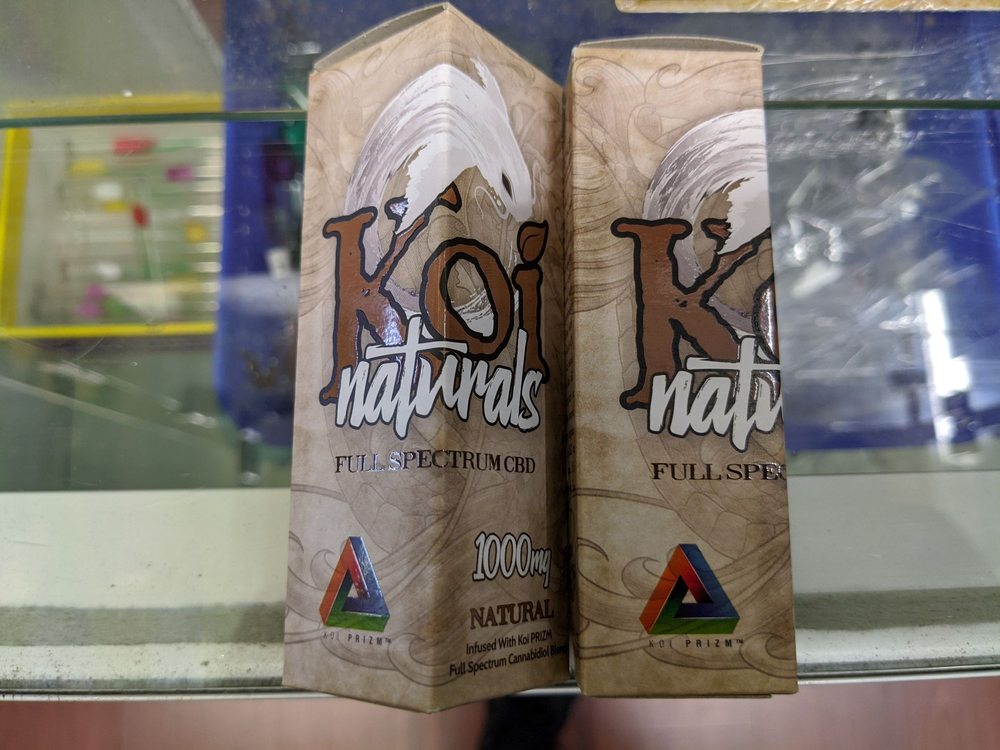 Koi
naturals
FULL SPECTRUM CBD
1000mg
NATURAL
Infused With Koi PRIZM
Full Spectrum Cannabidiol Blend
KOI PRIZM™
Ko
natu
FULL SPEC
KOI PRIZM™